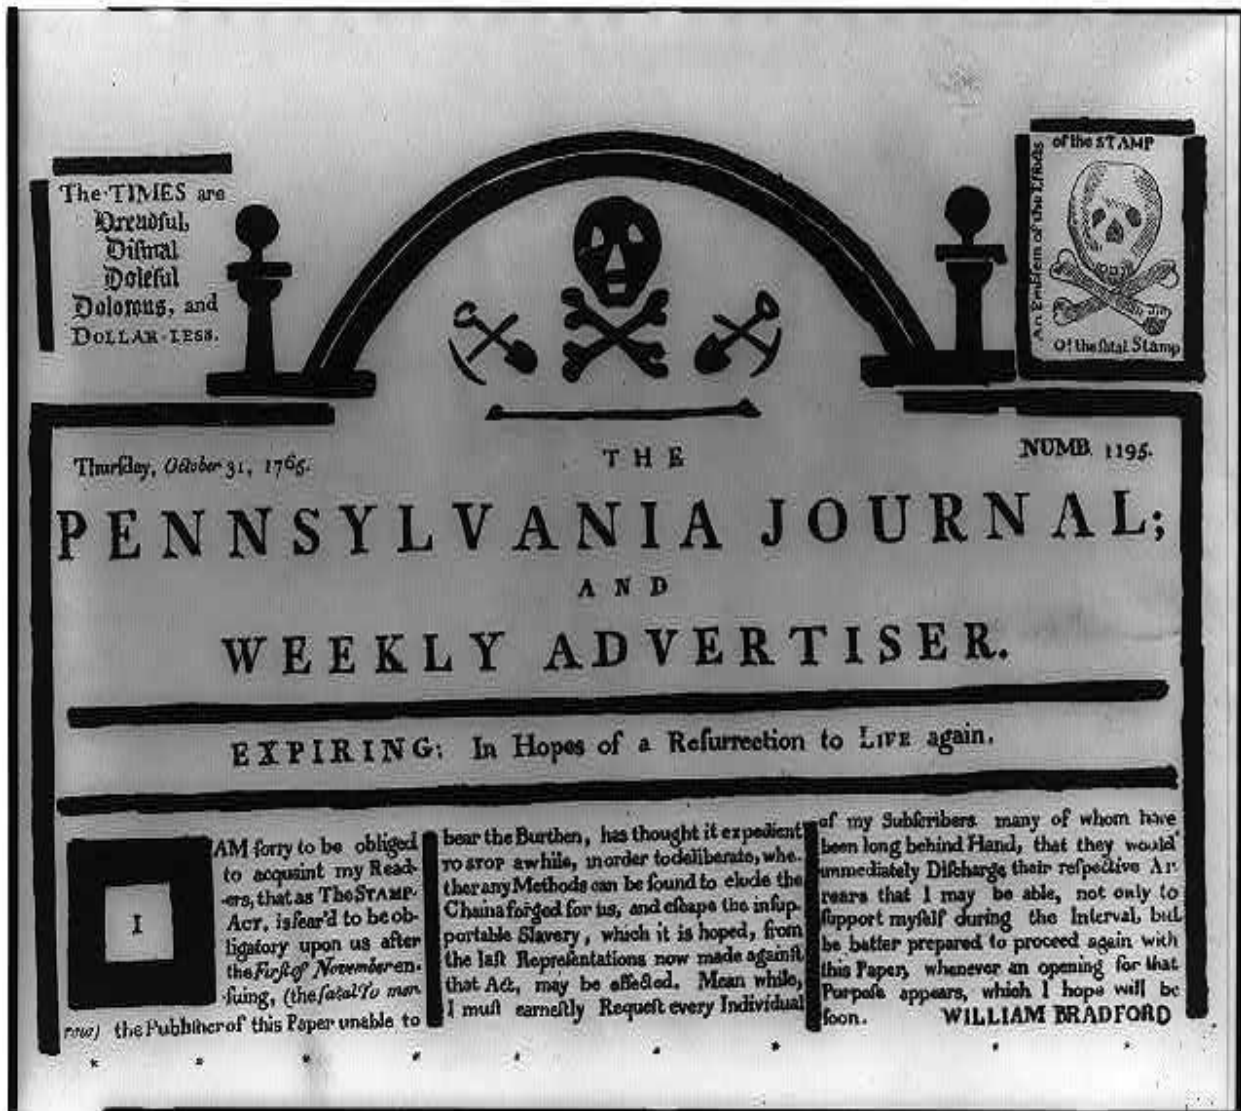 The TIMES are
Dreadful,
Diſmal
Doleful
Dolorous, and
DOLLAR-LESS.
An Emblem of the Effects
of the STAMP
O! the fatal Stamp
Thurſday, October 31, 1765.
THE
NUMB. 1195.
PENNSYLVANIA JOURNAL;
AND
WEEKLY ADVERTISER.
EXPIRING: In Hopes of a Reſurrection to LIFE again.
I
AM ſorry to be obliged
to acquaint my Read-
ers, that as The STAMP-
ACT, is fear'd to be ob-
ligatory upon us after
the Firſt of November en-
ſuing, (the fatal To mor
row) the Publiſher of this Paper unable to
bear the Burthen, has thought it expedient
TO STOP awhile, in order to deliberate, whe-
ther any Methods can be found to elude the
Chains forged for us, and eſcape the inſup-
portable Slavery, which it is hoped, from
the laſt Repreſentations now made againſt
that Act, may be effected. Mean while,
I muſt earneſtly Requeſt every Individual
of my Subſcribers many of whom have
been long behind Hand, that they would
immediately Diſcharge their reſpective Ar-
rears that I may be able, not only to
ſupport myſelf during the Interval, but
be better prepared to proceed again with
this Paper, whenever an opening for that
Purpoſe appears, which I hope will be
ſoon. WILLIAM BRADFORD